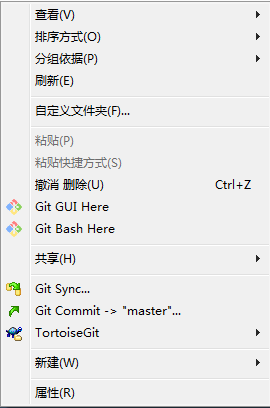 查看(V)
排序方式(O)
分组依据(P)
刷新(E)
自定义文件夹(F)...
粘贴(P)
粘贴快捷方式(S)
撤消 删除(U) Ctrl+Z
Git GUI Here
Git Bash Here
共享(H)
Git Sync...
Git Commit -> "master"...
TortoiseGit
新建(W)
属性(R)